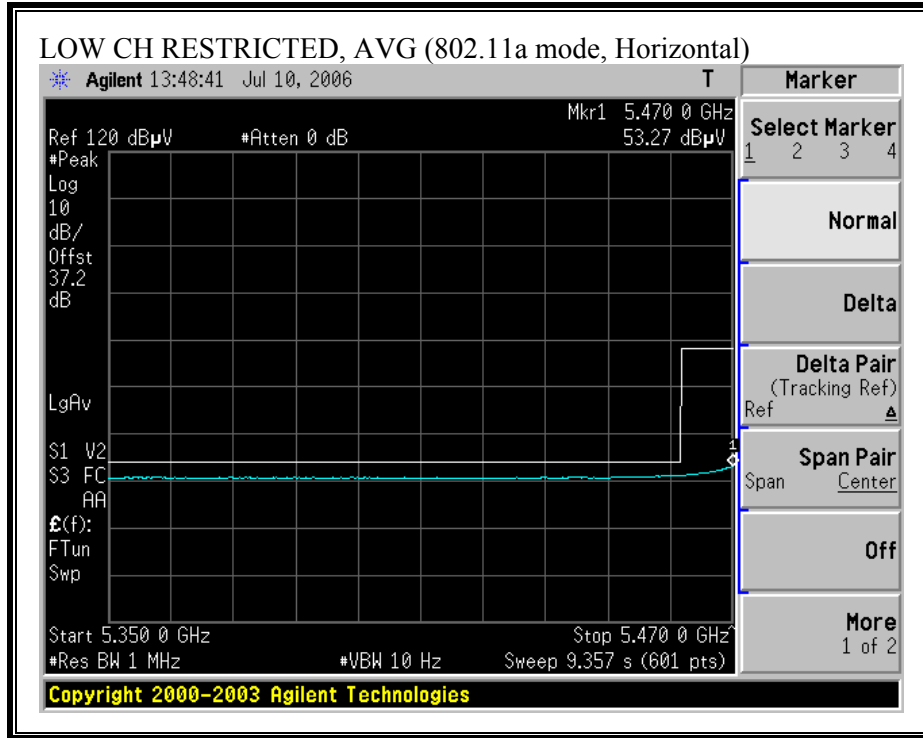 LOW CH RESTRICTED, AVG (802.11a mode, Horizontal)
Agilent 13:48:41 Jul 10, 2006 T
Mkr1 5.470 0 GHz
Ref 120 dBµV #Atten 0 dB 53.27 dBµV
#Peak
Log
10
dB/
Offst
37.2
dB
LgAv
1
S1 V2
S3 FC
AA
£(f):
FTun
Swp
Start 5.350 0 GHz Stop 5.470 0 GHz^
#Res BW 1 MHz #VBW 10 Hz Sweep 9.357 s (601 pts)
Marker
Select Marker
1 2 3 4
Normal
Delta
Delta Pair
(Tracking Ref)
Ref Δ
Span Pair
Span Center
Off
More
1 of 2
Copyright 2000-2003 Agilent Technologies